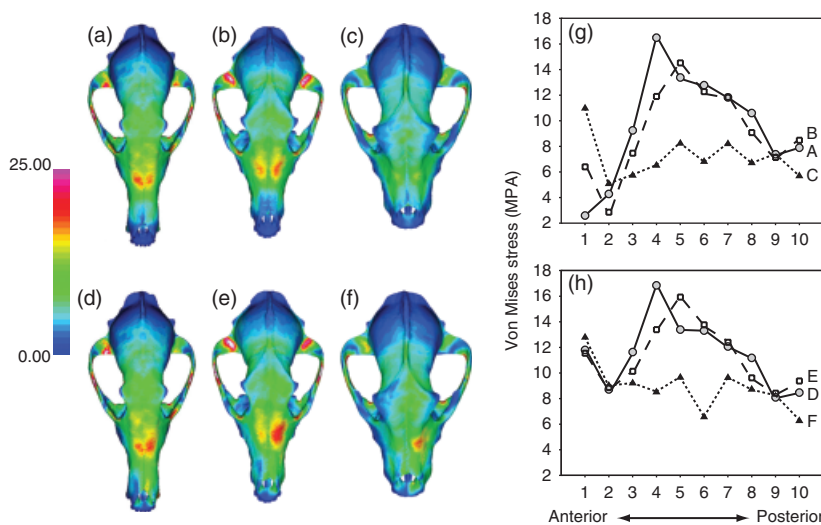 (a) (b) (c)
25.00
0.00
(d) (e) (f)
Von Mises stress (MPA)
(g)
18
16
14
12
10
8
6
4
2
B
A
C
1 2 3 4 5 6 7 8 9 10
(h)
18
16
14
12
10
8
6
4
2
E
D
F
1 2 3 4 5 6 7 8 9 10
Anterior Posterior